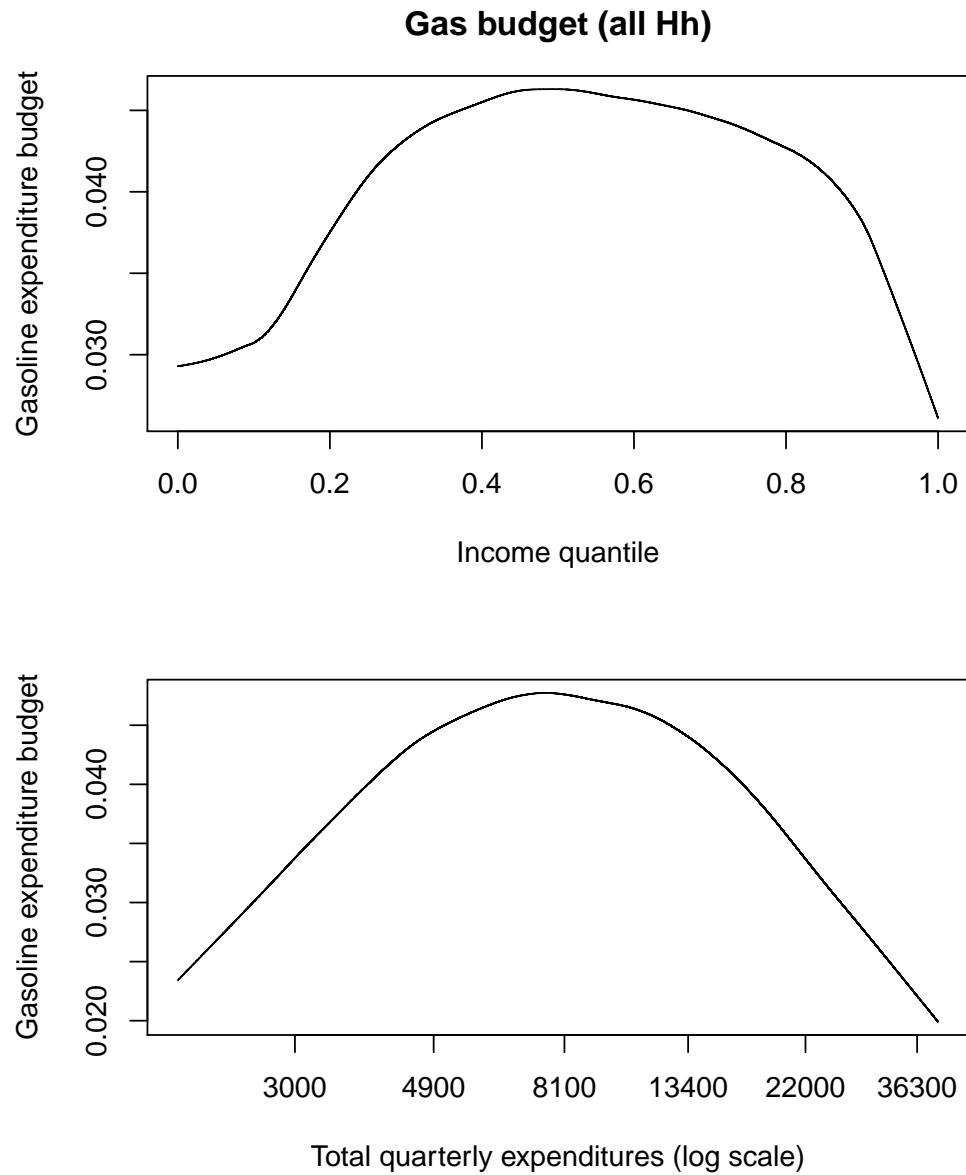 Gas budget (all Hh)
Gasoline expenditure budget
0.040
0.030
0.0 0.2 0.4 0.6 0.8 1.0
Income quantile
Gasoline expenditure budget
0.040
0.030
0.020
3000 4900 8100 13400 22000 36300
Total quarterly expenditures (log scale)